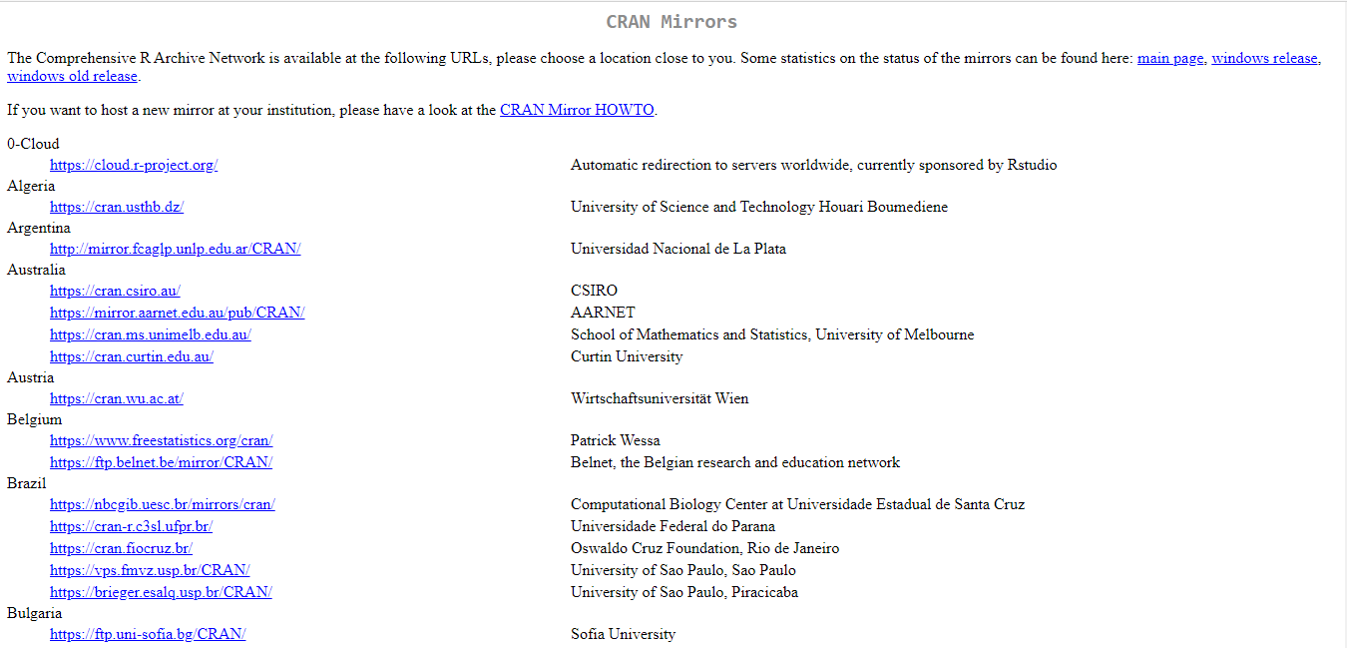 CRAN Mirrors
The Comprehensive R Archive Network is available at the following URLs, please choose a location close to you. Some statistics on the status of the mirrors can be found here: main page, windows release,
windows old release.
If you want to host a new mirror at your institution, please have a look at the CRAN Mirror HOWTO.
0-Cloud
https://cloud.r-project.org/ Automatic redirection to servers worldwide, currently sponsored by Rstudio
Algeria
https://cran.usthb.dz/ University of Science and Technology Houari Boumediene
Argentina
http://mirror.fcaglp.unlp.edu.ar/CRAN/ Universidad Nacional de La Plata
Australia
https://cran.csiro.au/ CSIRO
https://mirror.aarnet.edu.au/pub/CRAN/ AARNET
https://cran.ms.unimelb.edu.au/ School of Mathematics and Statistics, University of Melbourne
https://cran.curtin.edu.au/ Curtin University
Austria
https://cran.wu.ac.at/ Wirtschaftsuniversität Wien
Belgium
https://www.freestatistics.org/cran/ Patrick Wessa
https://ftp.belnet.be/mirror/CRAN/ Belnet, the Belgian research and education network
Brazil
https://nbcgib.uesc.br/mirrors/cran/ Computational Biology Center at Universidade Estadual de Santa Cruz
https://cran-r.c3sl.ufpr.br/ Universidade Federal do Parana
https://cran.fiocruz.br/ Oswaldo Cruz Foundation, Rio de Janeiro
https://vps.fmvz.usp.br/CRAN/ University of Sao Paulo, Sao Paulo
https://brieger.esalq.usp.br/CRAN/ University of Sao Paulo, Piracicaba
Bulgaria
https://ftp.uni-sofia.bg/CRAN/ Sofia University